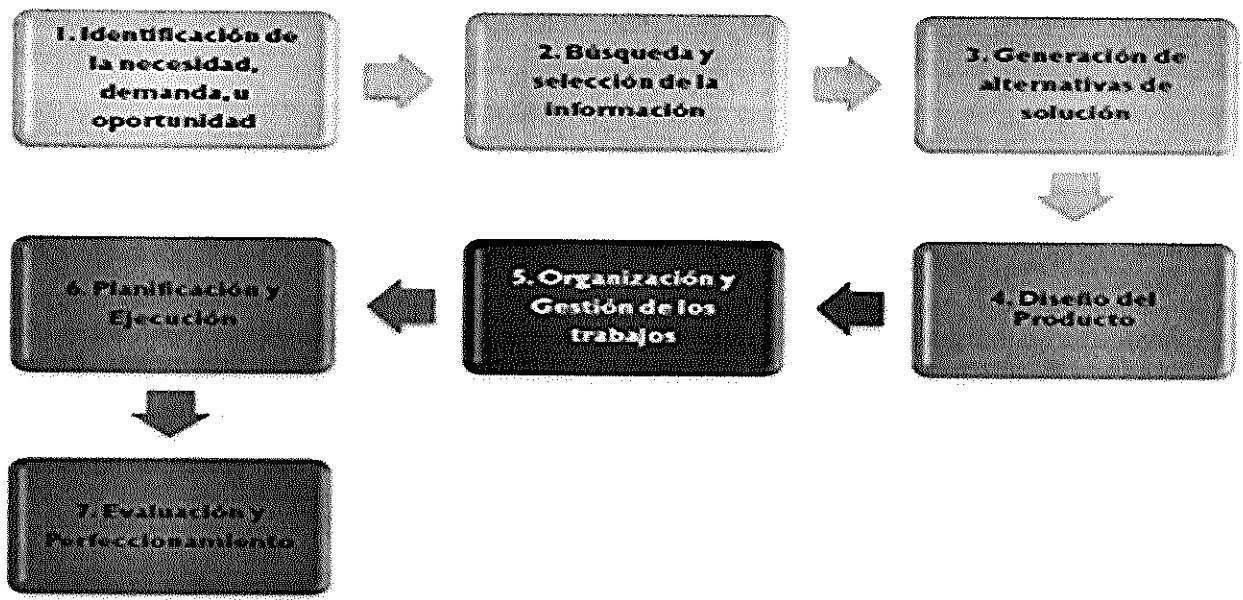 1. Identificación de
la necesidad,
demanda, u
oportunidad
2. Búsqueda y
selección de la
información
3. Generación de
alternativas de
solución
4. Diseño del
Producto
5. Organización y
Gestión de los
trabajos
6. Planificación y
Ejecución
7. Evaluación y
Perfeccionamiento